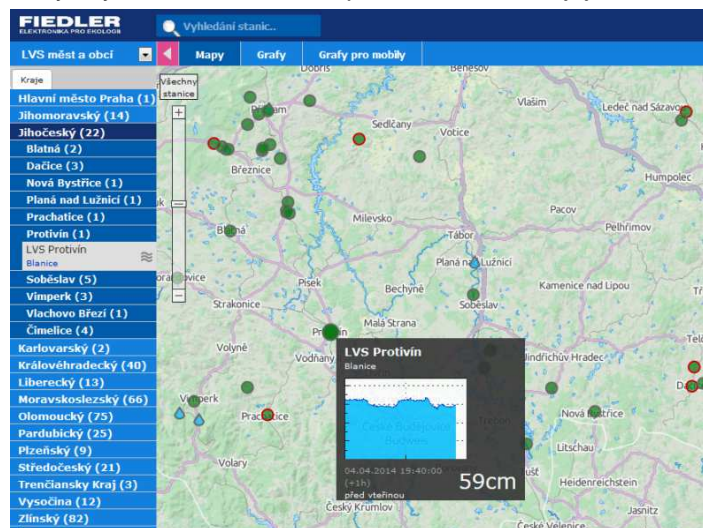 FIEDLER
ELEKTRONIKA PRO EKOLOGII
Vyhledání stanic..
LVS měst a obcí
Mapy
Grafy
Grafy pro mobily
Kraje
Hlavní město Praha (1)
Jihomoravský (14)
Jihočeský (22)
Blatná (2)
Dačice (3)
Nová Bystřice (1)
Planá nad Lužnicí (1)
Prachatice (1)
Protivín (1)
LVS Protivín
Blanice
Soběslav (5)
Vimperk (3)
Vlachovo Březí (1)
Čimelice (4)
Karlovarský (2)
Královéhradecký (40)
Liberecký (13)
Moravskoslezský (66)
Olomoucký (75)
Pardubický (25)
Plzeňský (9)
Středočeský (21)
Trenčiansky Kraj (3)
Vysočina (12)
Zlínský (82)
Všechny
stanice
Dobříš
Benešov
Vlašim
Ledeč nad Sázavou
Sedlčany
Votice
Březnice
Humpolec
Pacov
Pelhřimov
Milevsko
Blatná
Tábor
Planá nad Lužnicí
Písek
Bechyně
Kamenice nad Lipou
Soběslav
Strakonice
Malá Strana
Protivín
Volyně
Vodňany
Jindřichův Hradec
Vimperk
Prachatice
Nová Bystřice
Litschau
Volary
Heidenreichstein
Český Krumlov
České Velenice
Jasnitz
LVS Protivín
Blanice
České Budějovice
Budweis
04.04.2014 19:40:00
(+1h)
před vteřinou
59cm